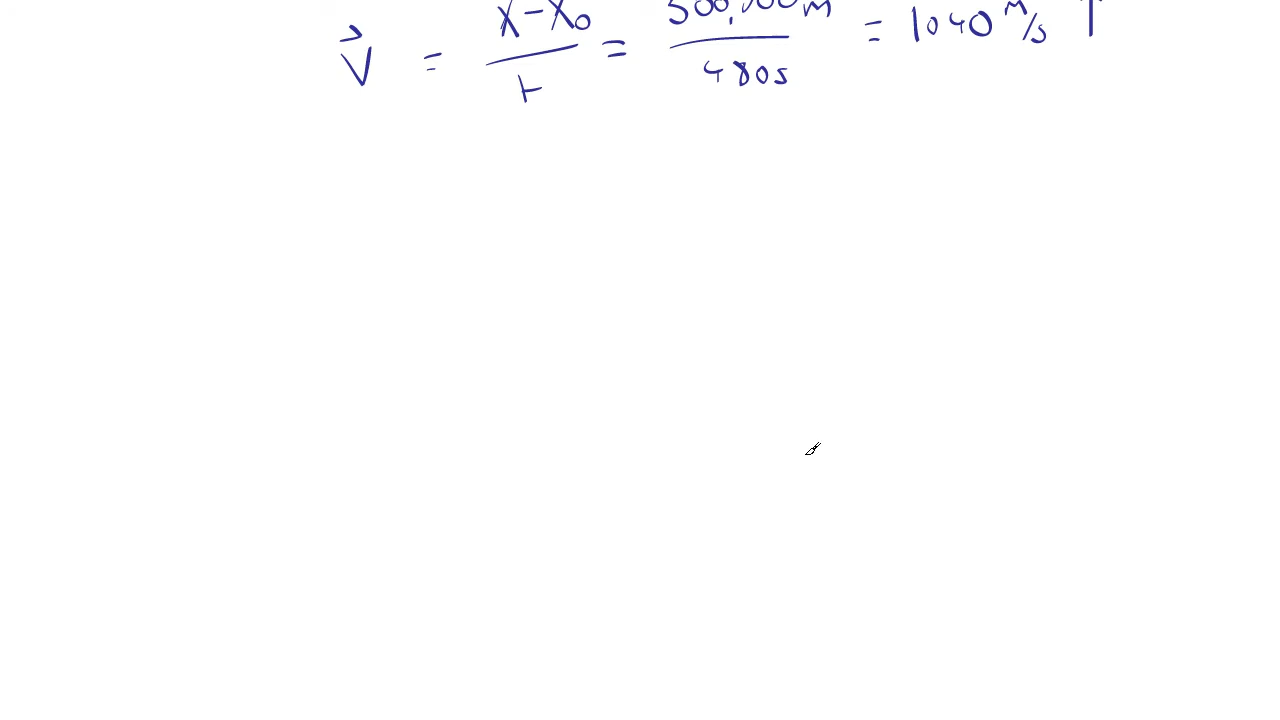 v⃗ = (x-x₀)/t = 500,000m/480s = 1040 m/s ↑